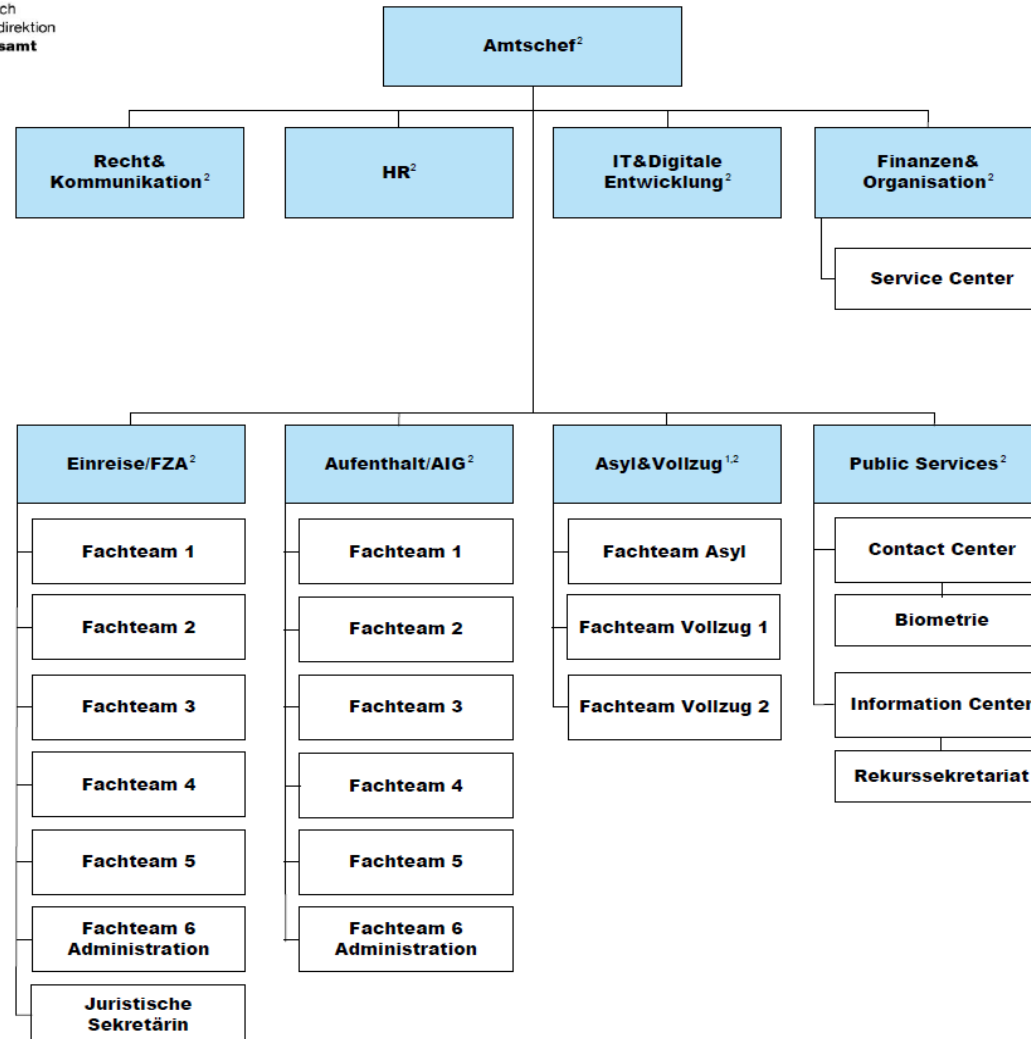 ch
direktion
samt
Amtschef²
Recht&
Kommunikation²
HR²
IT&Digitale
Entwicklung²
Finanzen&
Organisation²
Service Center
Einreise/FZA²
Aufenthalt/AIG²
Asyl&Vollzug¹,²
Public Services²
Fachteam 1
Fachteam 2
Fachteam 3
Fachteam 4
Fachteam 5
Fachteam 6
Administration
Juristische
Sekretärin
Fachteam 1
Fachteam 2
Fachteam 3
Fachteam 4
Fachteam 5
Fachteam 6
Administration
Fachteam Asyl
Fachteam Vollzug 1
Fachteam Vollzug 2
Contact Center
Biometrie
Information Center
Rekurssekretariat